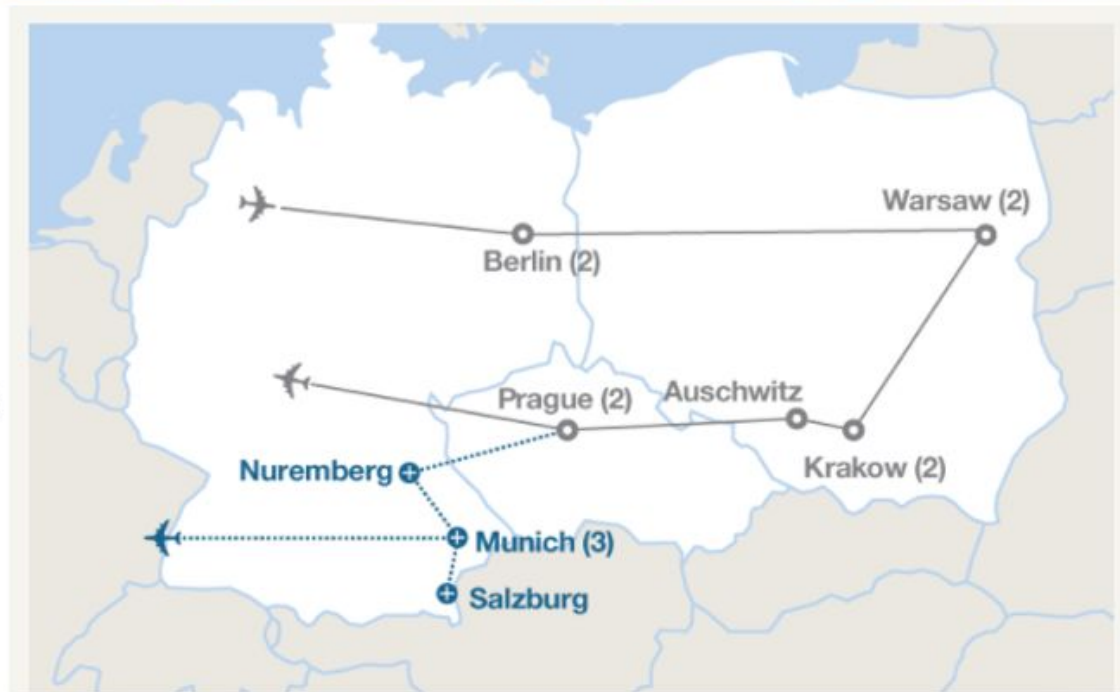 Warsaw (2)
Berlin (2)
Prague (2)
Auschwitz
Krakow (2)
Nuremberg
Munich (3)
Salzburg